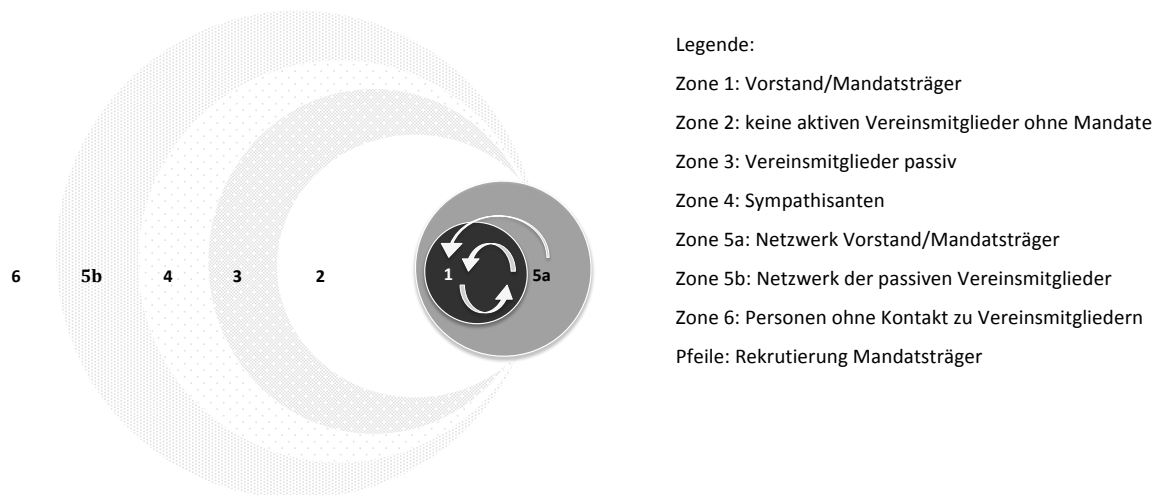 6 5b 4 3 2 1 5a
Legende:
Zone 1: Vorstand/Mandatsträger
Zone 2: keine aktiven Vereinsmitglieder ohne Mandate
Zone 3: Vereinsmitglieder passiv
Zone 4: Sympathisanten
Zone 5a: Netzwerk Vorstand/Mandatsträger
Zone 5b: Netzwerk der passiven Vereinsmitglieder
Zone 6: Personen ohne Kontakt zu Vereinsmitgliedern
Pfeile: Rekrutierung Mandatsträger